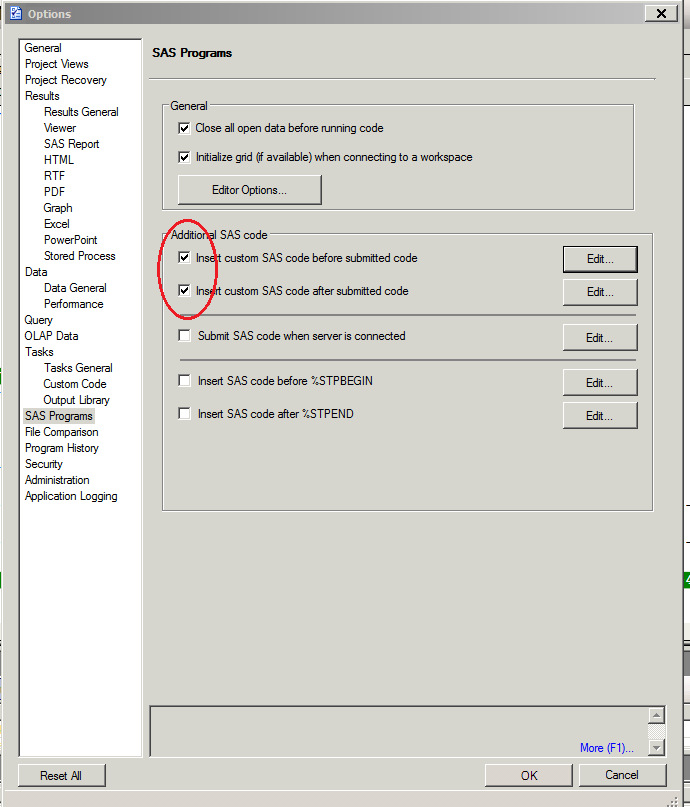 Options
General
Project Views
Project Recovery
Results
Results General
Viewer
SAS Report
HTML
RTF
PDF
Graph
Excel
PowerPoint
Stored Process
Data
Data General
Performance
Query
OLAP Data
Tasks
Tasks General
Custom Code
Output Library
SAS Programs
File Comparison
Program History
Security
Administration
Application Logging
SAS Programs
General
Close all open data before running code
Initialize grid (if available) when connecting to a workspace
Editor Options...
Additional SAS code
Insert custom SAS code before submitted code
Edit...
Insert custom SAS code after submitted code
Edit...
Submit SAS code when server is connected
Edit...
Insert SAS code before %STPBEGIN
Edit...
Insert SAS code after %STPEND
Edit...
More (F1)...
Reset All
OK
Cancel